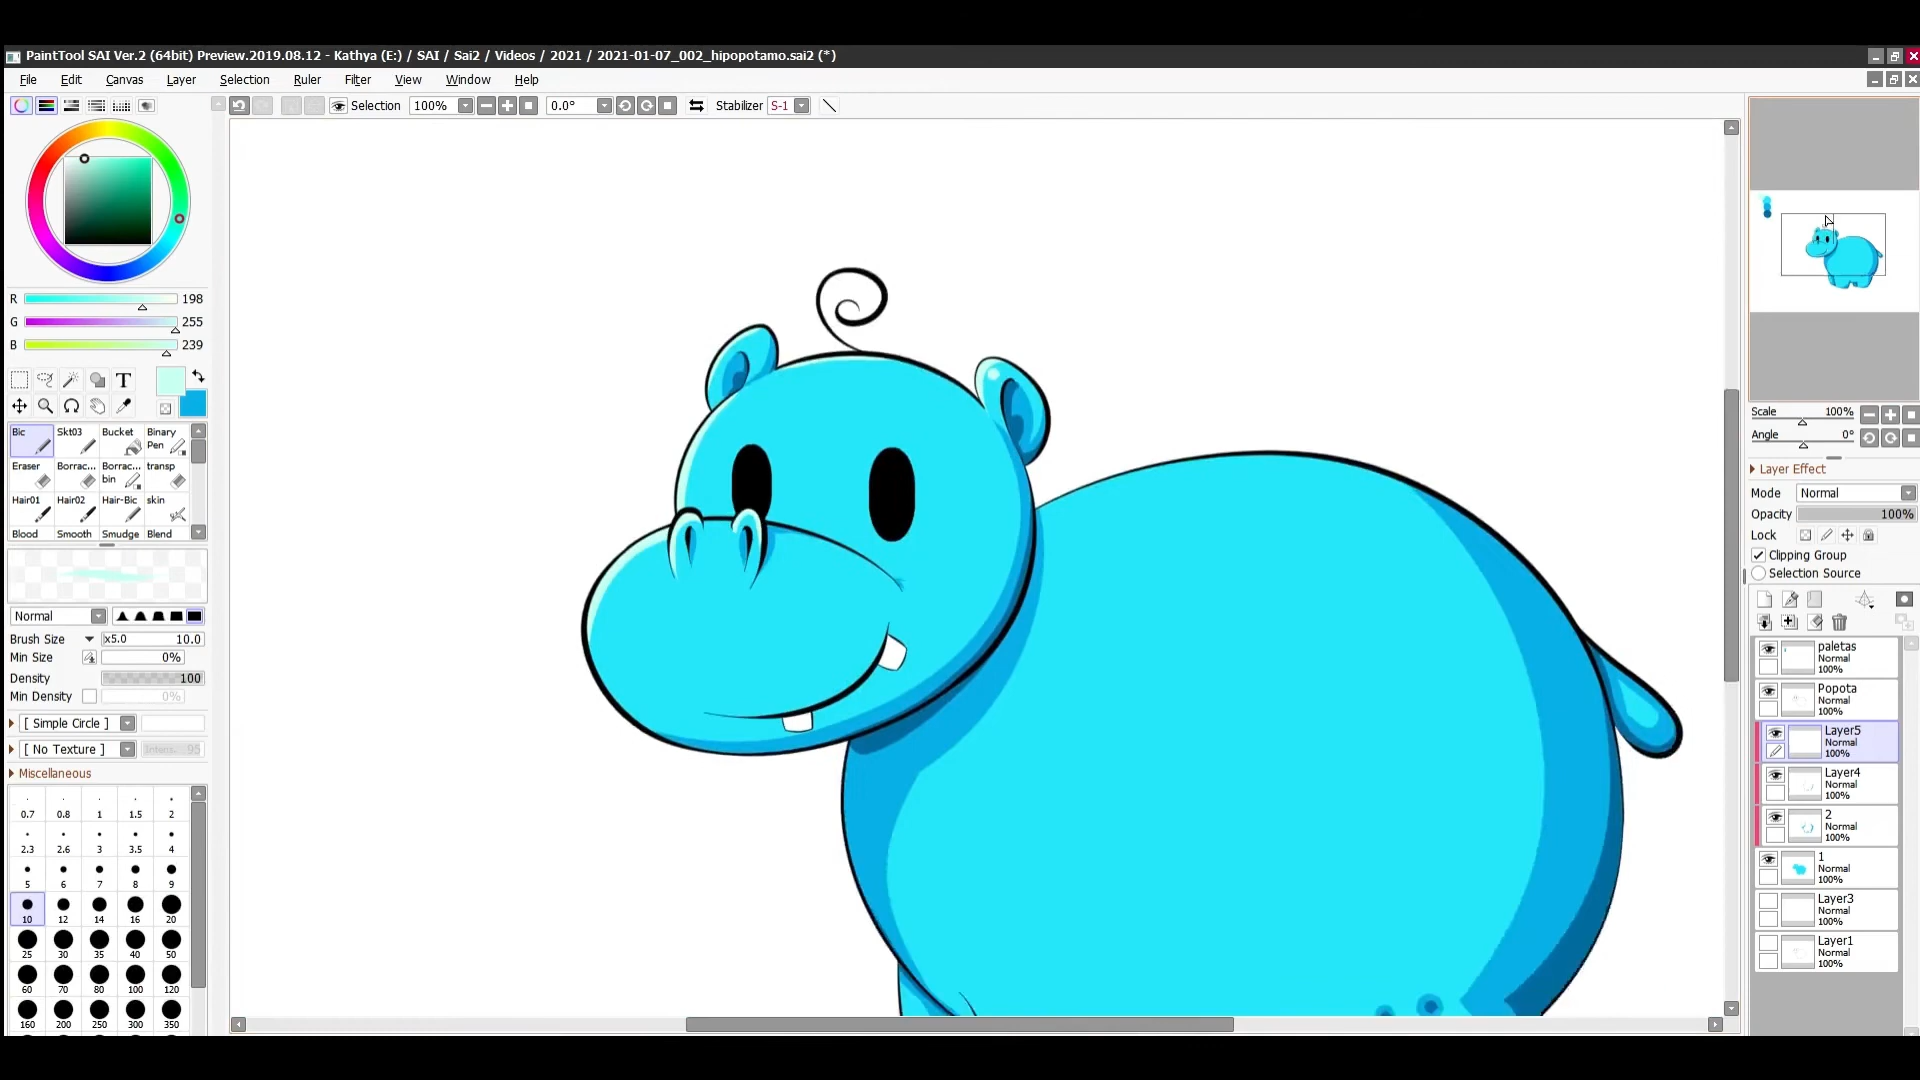 PaintTool SAI Ver.2 (64bit) Preview.2019.08.12 - Kathya (E:) / SAI / Sai2 / Videos / 2021 / 2021-01-07_002_hipopotamo.sai2 (*)
File Edit Canvas Layer Selection Ruler Filter View Window Help
Selection 100% 0.0° Stabilizer S-1
R 198
G 255
B 239
T
Bic Skt03 Bucket Binary Pen
Eraser Borrac... Borrac... bin transp
Hair01 Hair02 Hair-Bic skin
Blood Smooth Smudge Blend
Normal
Brush Size x5.0 10.0
Min Size 0%
Density 100
Min Density 0%
[ Simple Circle ]
[ No Texture ] Intens. 95
Miscellaneous
0.7 0.8 1 1.5 2
2.3 2.6 3 3.5 4
5 6 7 8 9
10 12 14 16 20
25 30 35 40 50
60 70 80 100 120
160 200 250 300 350
Scale 100%
Angle 0°
Layer Effect
Mode Normal
Opacity 100%
Lock
Clipping Group
Selection Source
paletas
Normal
100%
Popota
Normal
100%
Layer5
Normal
100%
Layer4
Normal
100%
2
Normal
100%
1
Normal
100%
Layer3
Normal
100%
Layer1
Normal
100%